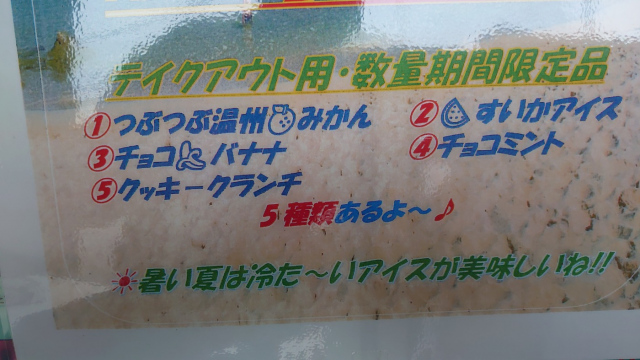 テイクアウト用・数量期間限定品
①つぶつぶ温州みかん ②すいかアイス
③チョコバナナ ④チョコミント
⑤クッキークランチ
5種類あるよ～♪
暑い夏は冷た～いアイスが美味しいね!!